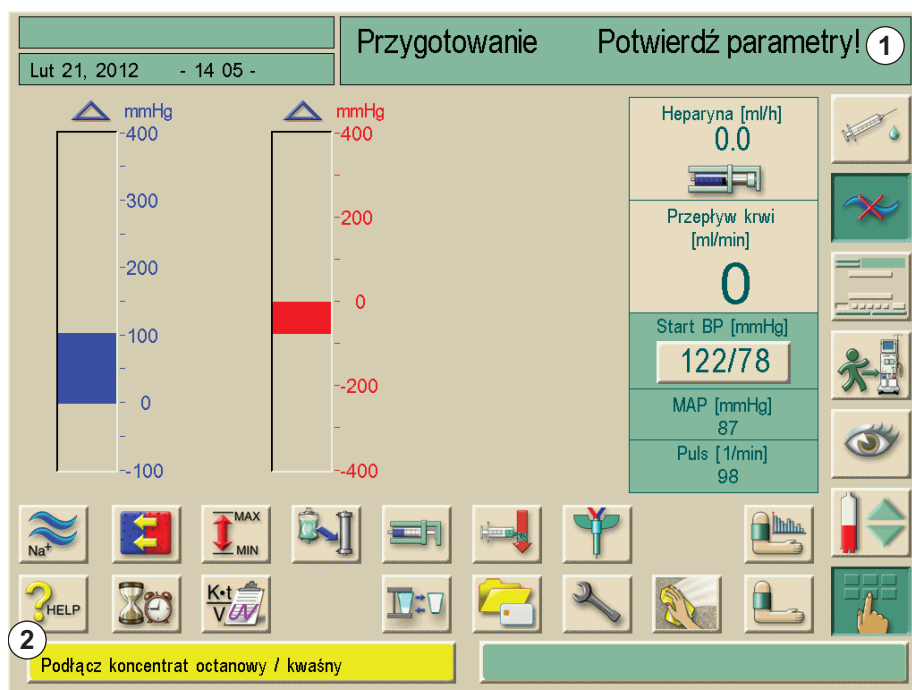 Przygotowanie Potwierdź parametry! 1
Lut 21, 2012 - 14 05 -
mmHg
400
300
200
100
0
-100
mmHg
400
200
0
-200
-400
Heparyna [ml/h]
0.0
Przepływ krwi
[ml/min]
0
Start BP [mmHg]
122/78
MAP [mmHg]
87
Puls [1/min]
98
Na+
MAX
MIN
HELP
K•t
V
2
Podłącz koncentrat octanowy / kwaśny